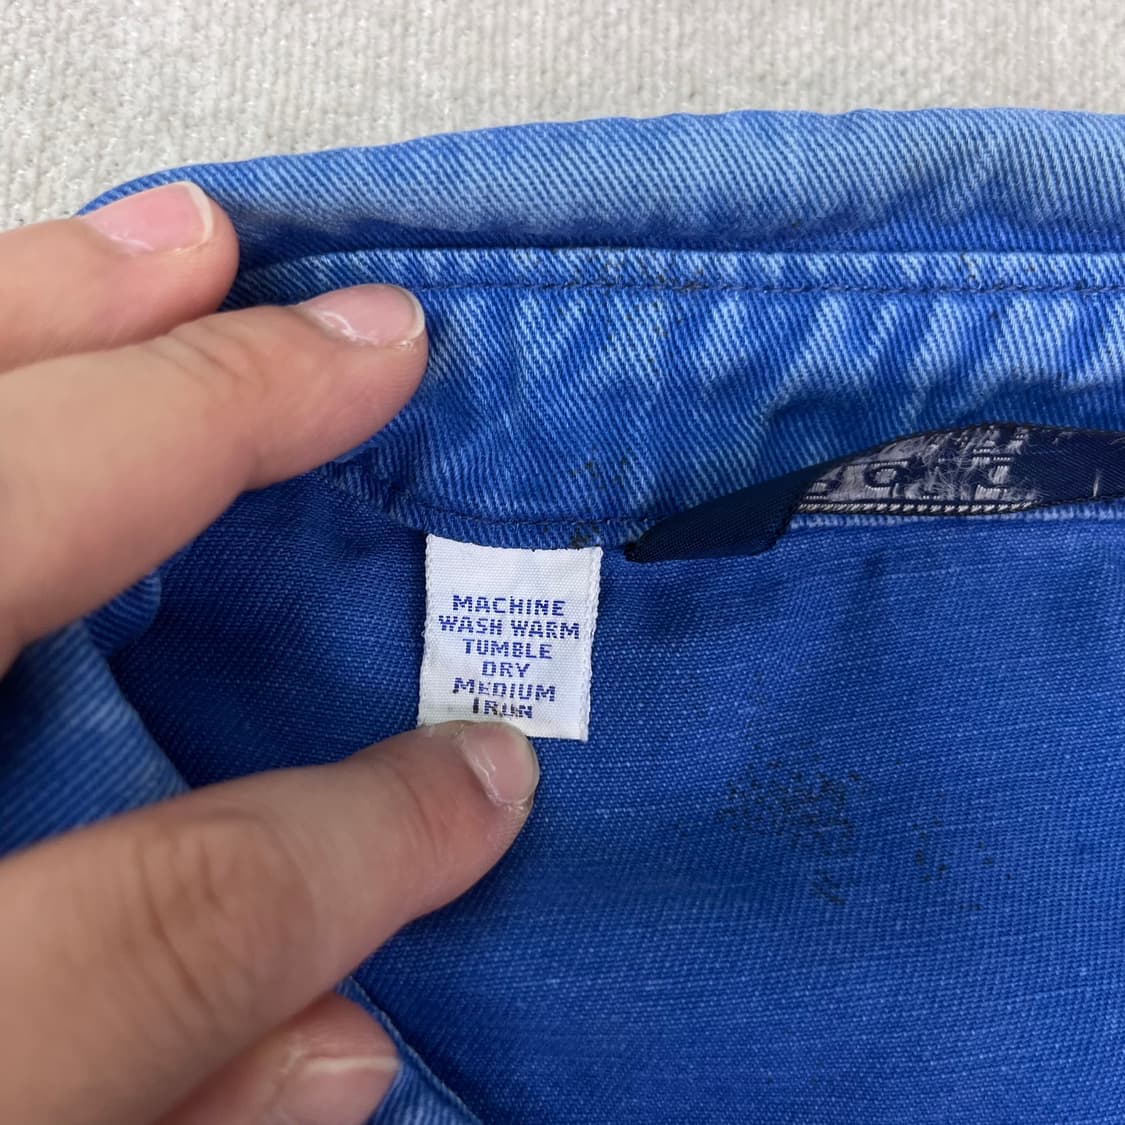 MACHINE
WASH WARM
TUMBLE
DRY
MEDIUM
IRON